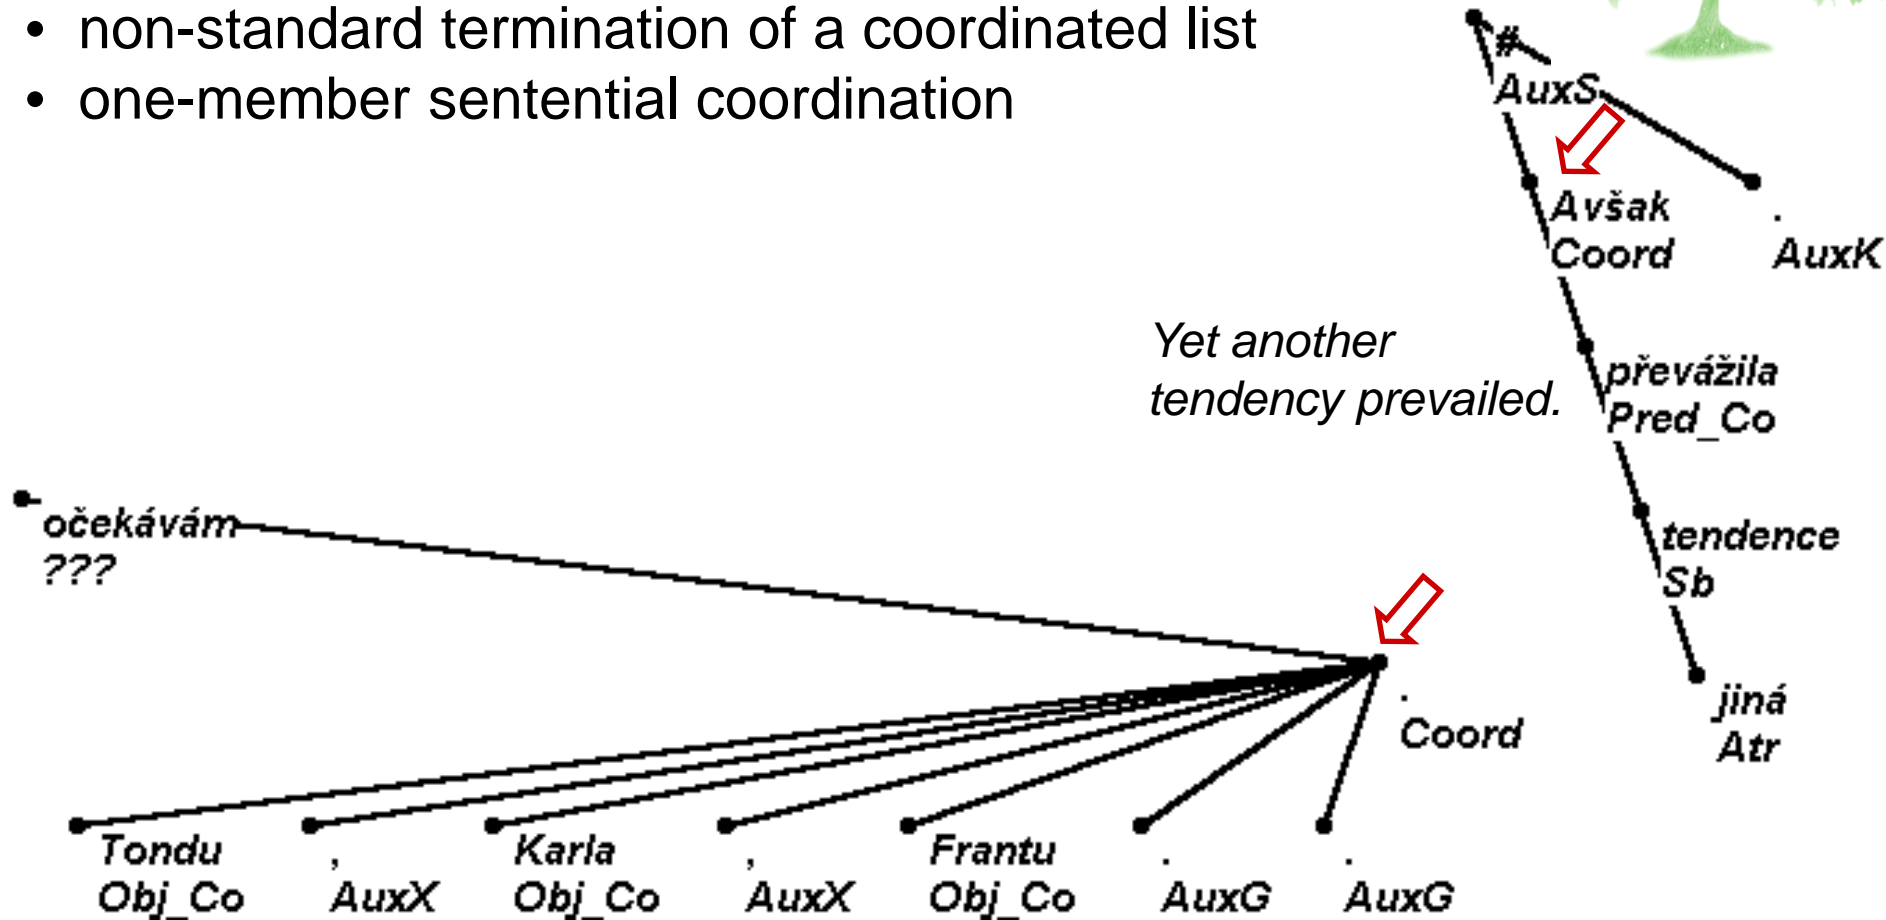 • non-standard termination of a coordinated list
• one-member sentential coordination
#
AuxS
Avšak
Coord
.
AuxK
Yet another
tendency prevailed.
převážila
Pred_Co
tendence
Sb
jiná
Atr
očekávám
???
.
Coord
Tondu , Karla , Frantu . .
Obj_Co AuxX Obj_Co AuxX Obj_Co AuxG AuxG